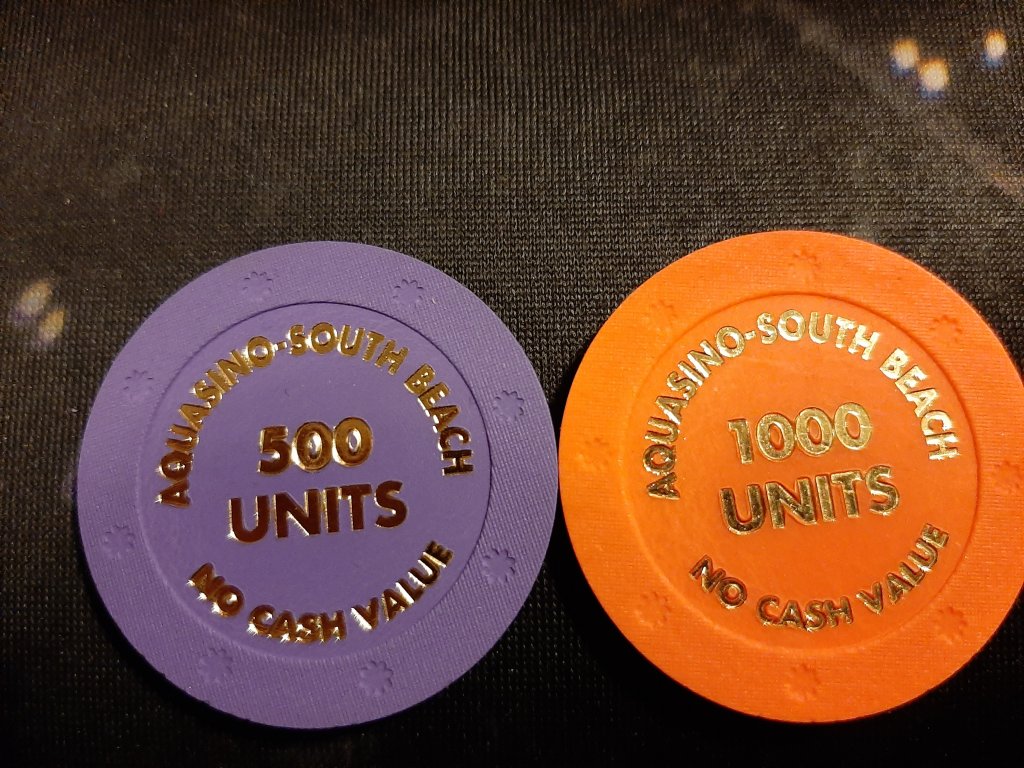 AQUASINO-SOUTH BEACH
500
UNITS
NO CASH VALUE
AQUASINO-SOUTH BEACH
1000
UNITS
NO CASH VALUE